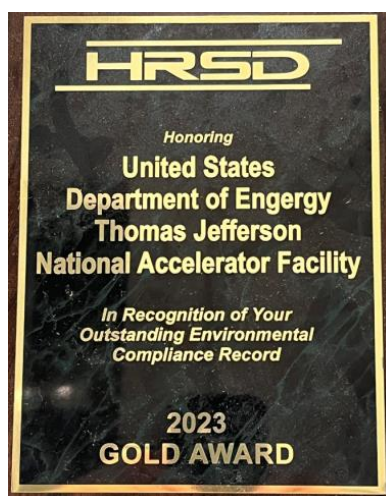 HRSD
Honoring
United States
Department of Engergy
Thomas Jefferson
National Accelerator Facility
In Recognition of Your
Outstanding Environmental
Compliance Record
2023
GOLD AWARD